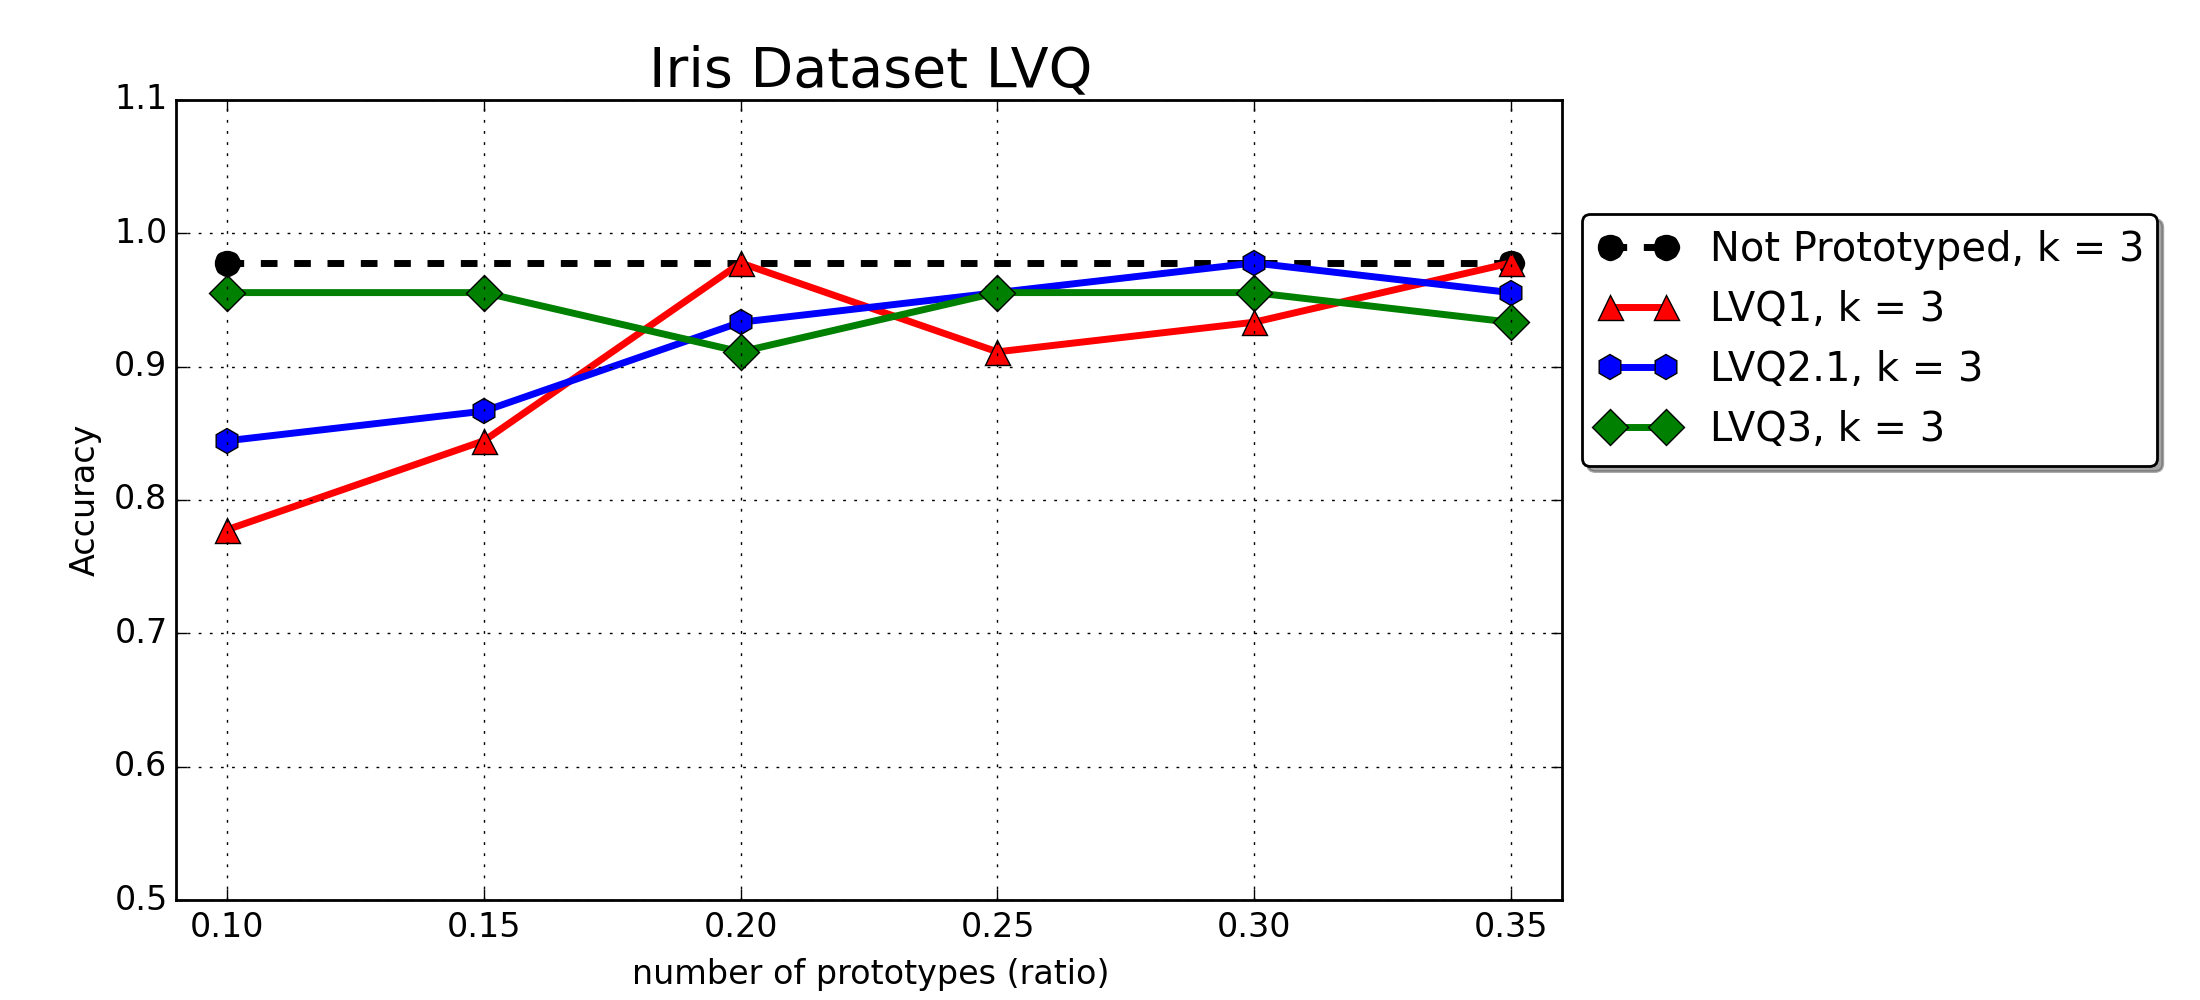 Iris Dataset LVQ
1.1
1.0
0.9
0.8
0.7
0.6
0.5
Accuracy
0.10 0.15 0.20 0.25 0.30 0.35
number of prototypes (ratio)
Not Prototyped, k = 3
LVQ1, k = 3
LVQ2.1, k = 3
LVQ3, k = 3